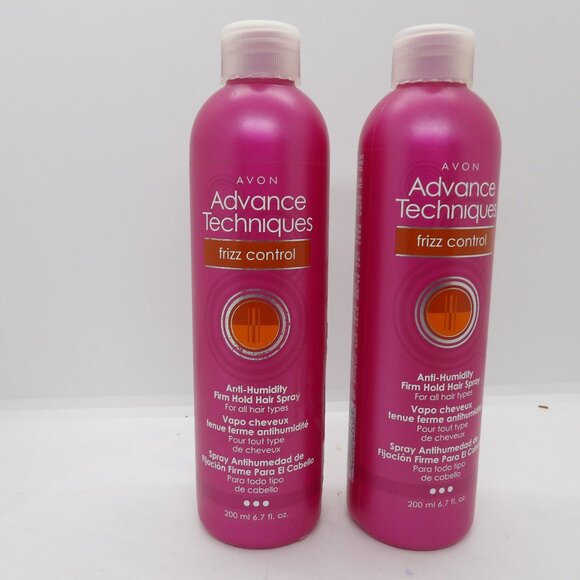 AVON
Advance
Techniques
frizz control
Anti-Humidity
Firm Hold Hair Spray
For all hair types
Vapo cheveux
tenue ferme antihumidité
Pour tout type
de cheveux
Spray Antihumedad de
Fijación Firme Para El Cabello
Para todo tipo
de cabello
200 ml 6.7 fl. oz.
AVON
Advance
Techniques
frizz control
Anti-Humidity
Firm Hold Hair Spray
For all hair types
Vapo cheveux
tenue ferme antihumidité
Pour tout type
de cheveux
Spray Antihumedad de
Fijación Firme Para El
Para todo tipo
de cabello
200 ml 6.7 fl. oz.